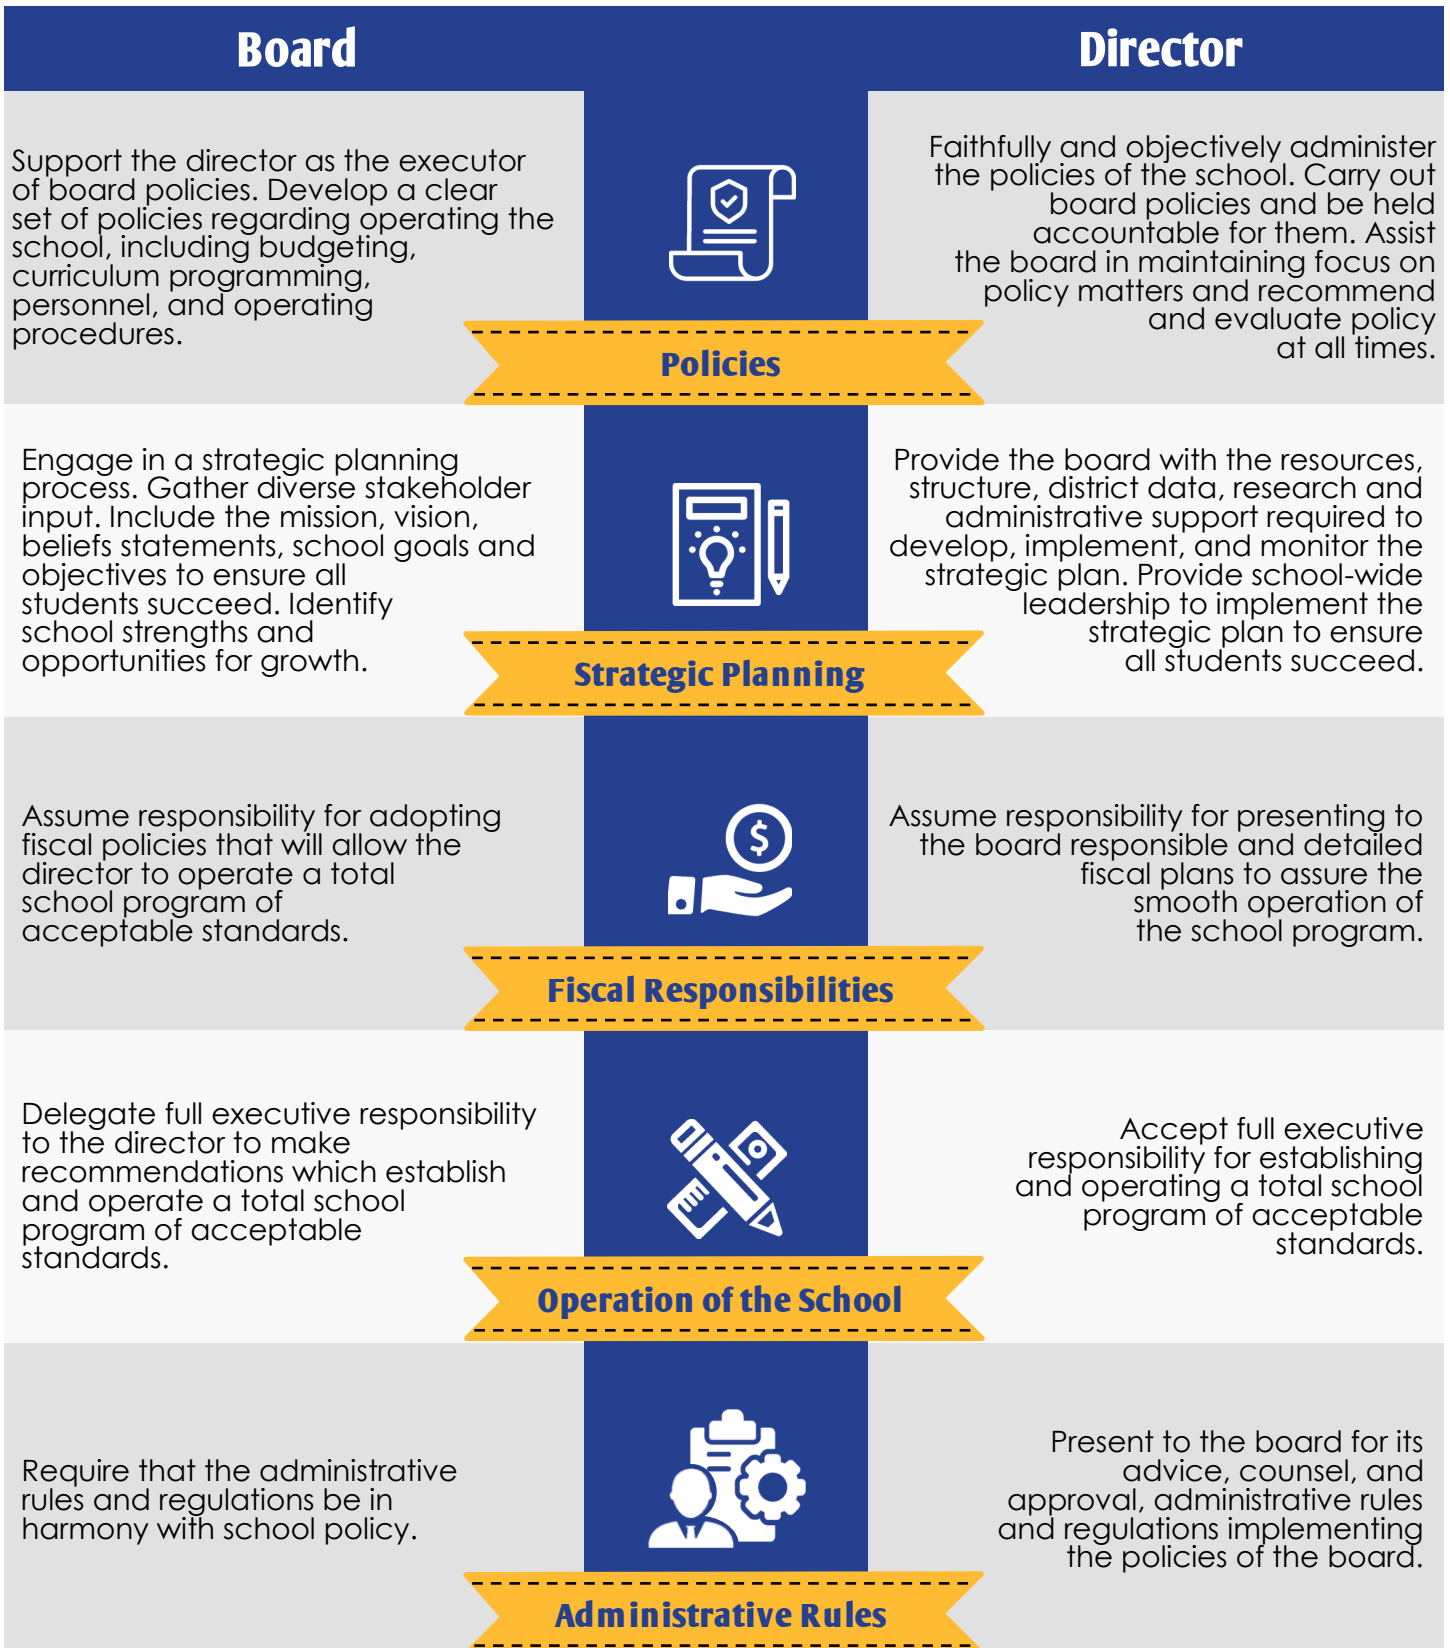 Board
Director
Support the director as the executor
of board policies. Develop a clear
set of policies regarding operating the
school, including budgeting,
curriculum programming,
personnel, and operating
procedures.
Faithfully and objectively administer
the policies of the school. Carry out
board policies and be held
accountable for them. Assist
the board in maintaining focus on
policy matters and recommend
and evaluate policy
at all times.
Policies
Engage in a strategic planning
process. Gather diverse stakeholder
input. Include the mission, vision,
beliefs statements, school goals and
objectives to ensure all
students succeed. Identify
school strengths and
opportunities for growth.
Provide the board with the resources,
structure, district data, research and
administrative support required to
develop, implement, and monitor the
strategic plan. Provide school-wide
leadership to implement the
strategic plan to ensure
all students succeed.
Strategic Planning
Assume responsibility for adopting
fiscal policies that will allow the
director to operate a total
school program of
acceptable standards.
$
Assume responsibility for presenting to
the board responsible and detailed
fiscal plans to assure the
smooth operation of
the school program.
Fiscal Responsibilities
Delegate full executive responsibility
to the director to make
recommendations which establish
and operate a total school
program of acceptable
standards.
Accept full executive
responsibility for establishing
and operating a total school
program of acceptable
standards.
Operation of the School
Require that the administrative
rules and regulations be in
harmony with school policy.
Present to the board for its
advice, counsel, and
approval, administrative rules
and regulations implementing
the policies of the board.
Administrative Rules